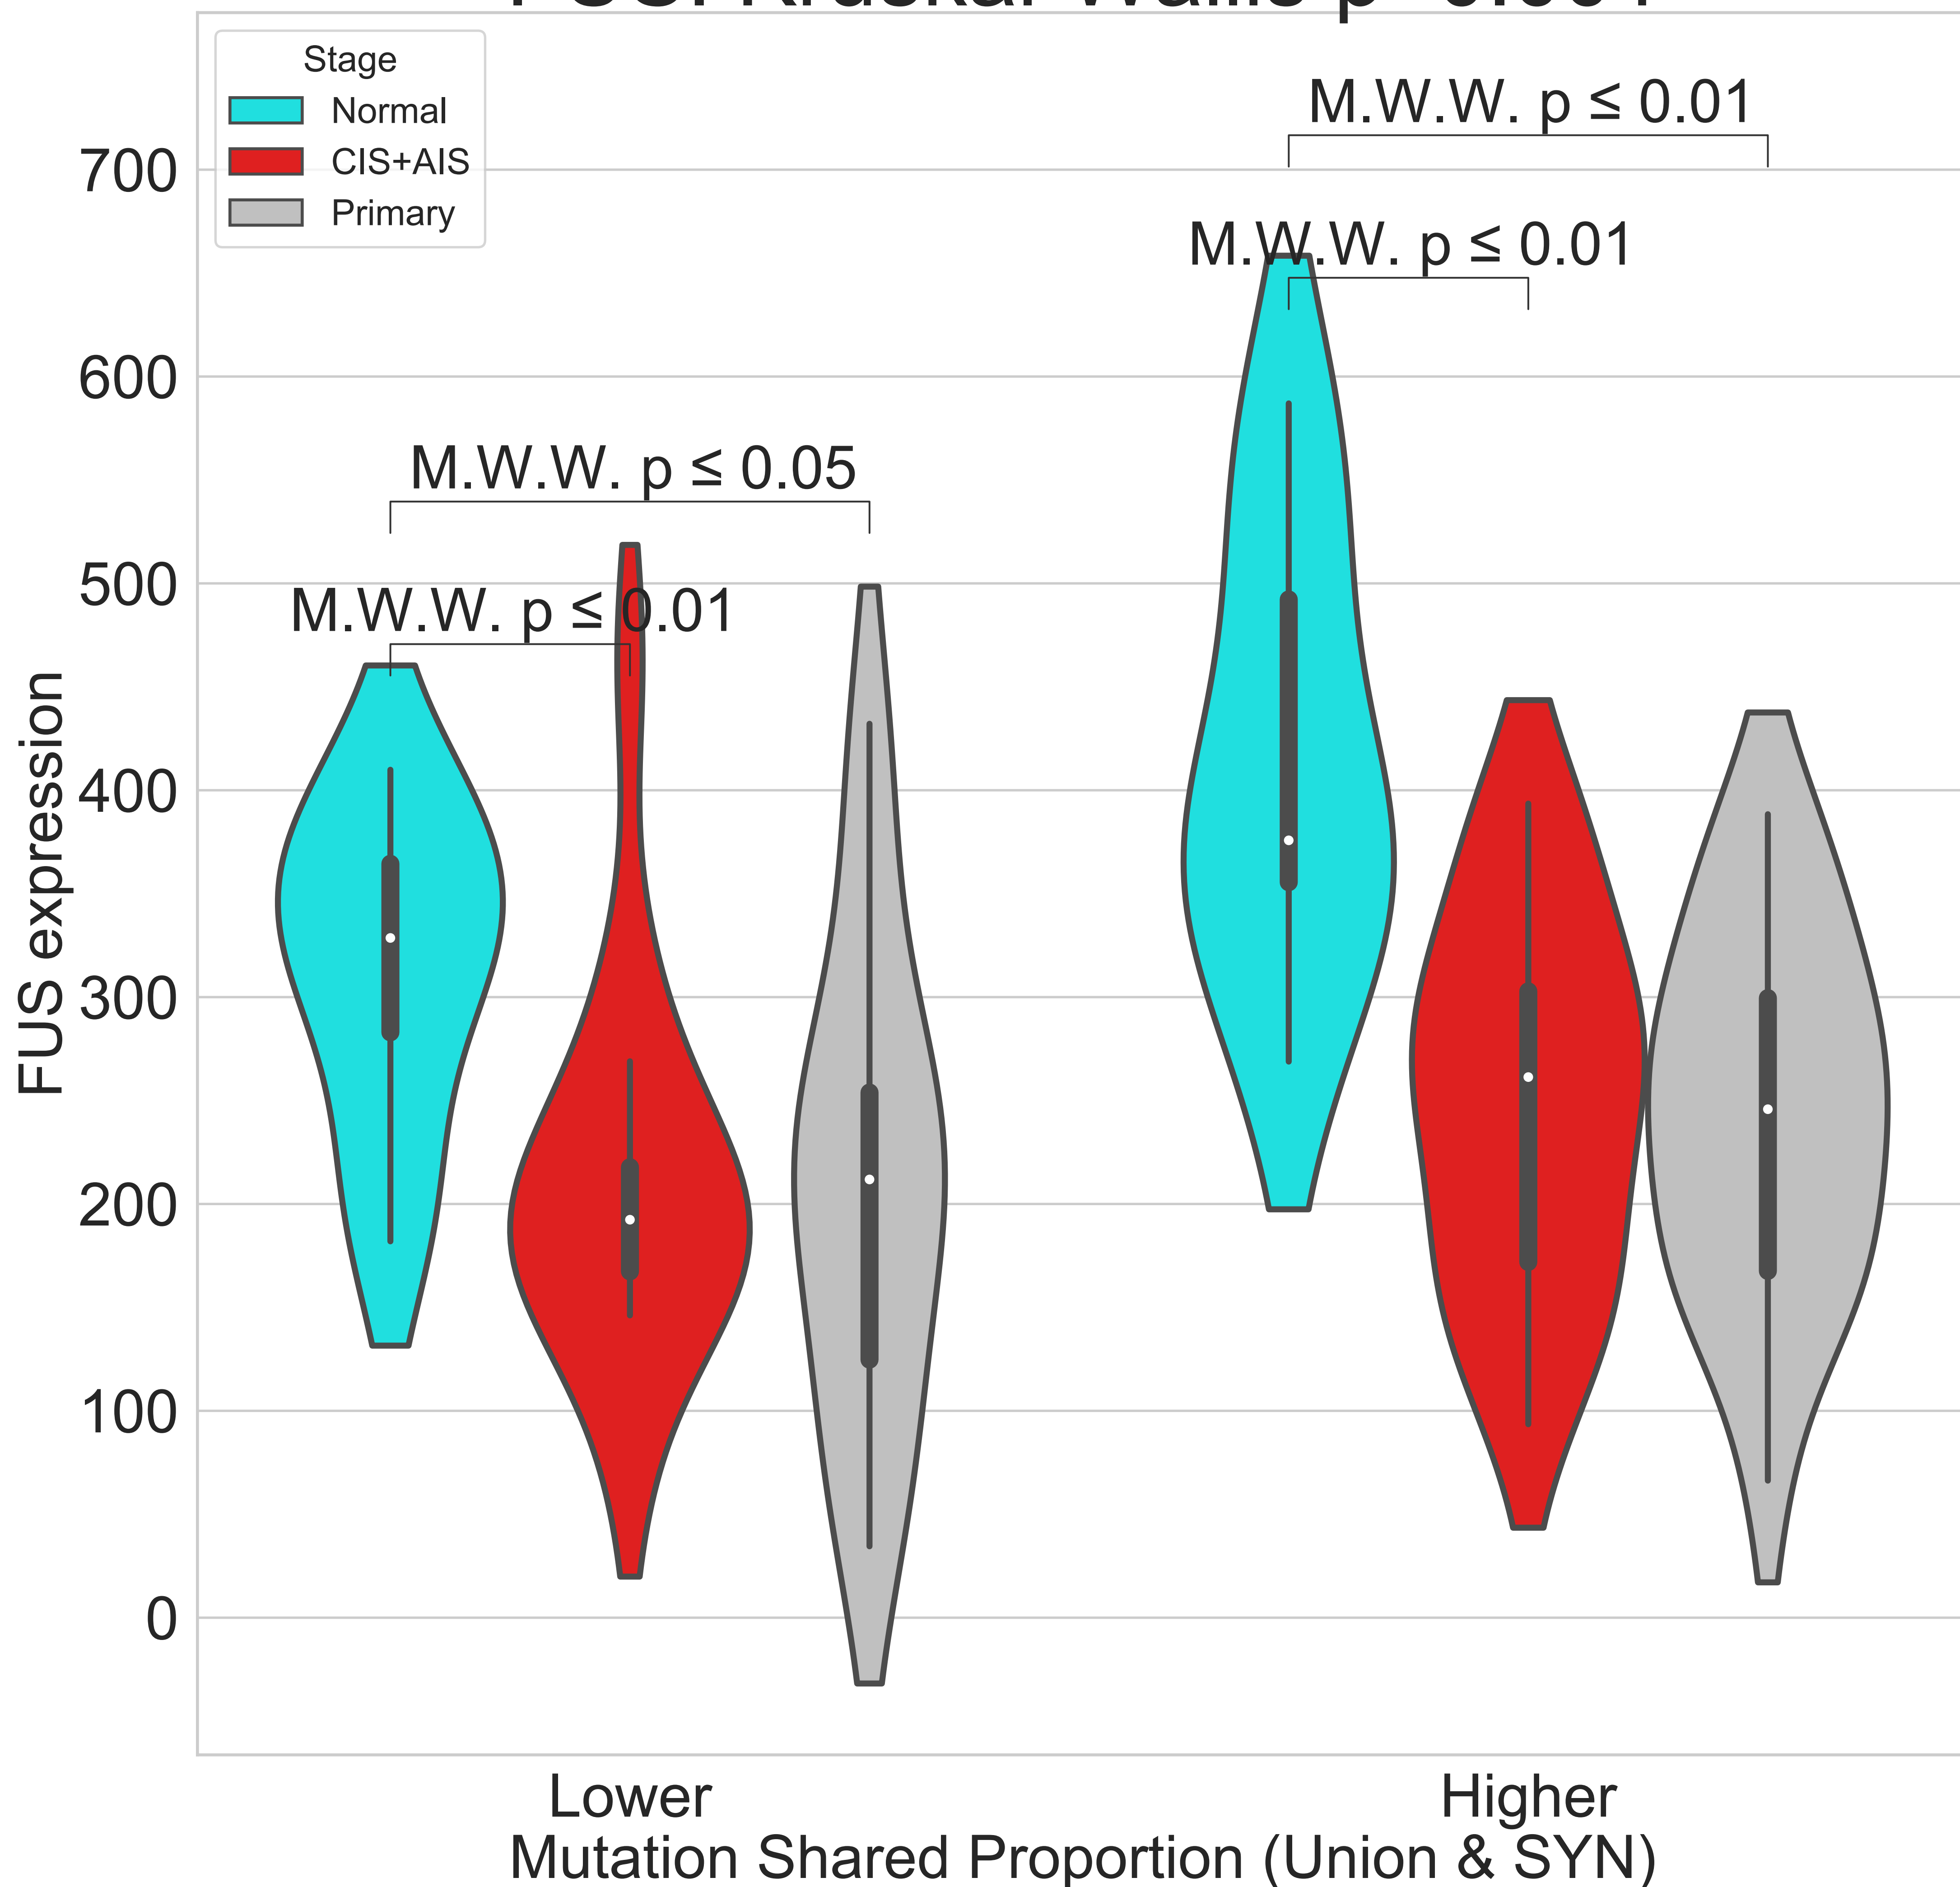 Stage
Normal
CIS+AIS
Primary
M.W.W. p ≤ 0.01
M.W.W. p ≤ 0.01
M.W.W. p ≤ 0.05
M.W.W. p ≤ 0.01
700
600
500
400
300
200
100
0
FUS expression
Lower
Higher
Mutation Shared Proportion (Union & SYN)